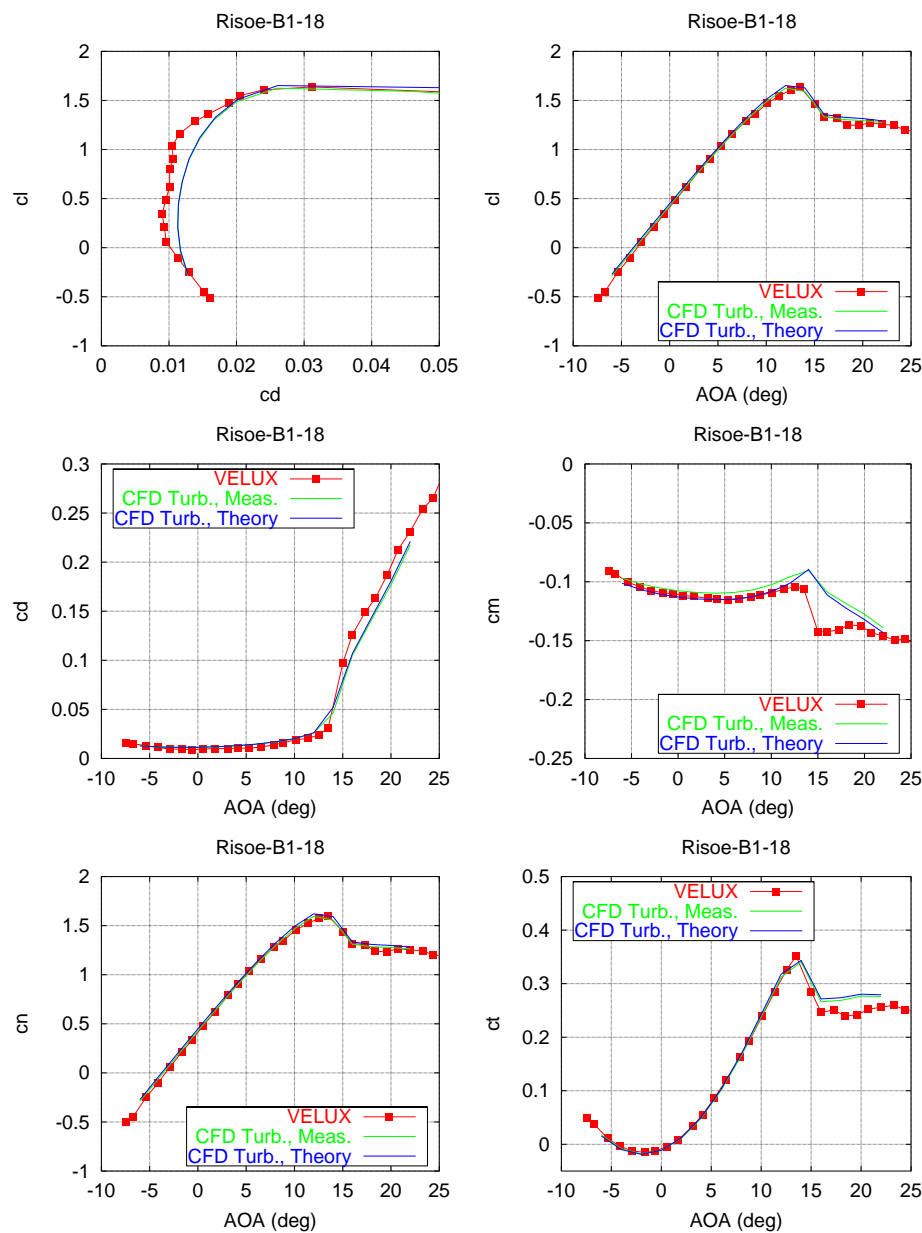 Risoe-B1-18
2
1.5
1
0.5
0
-0.5
-1
cl
0
0.01
0.02
0.03
0.04
0.05
cd
Risoe-B1-18
2
1.5
1
0.5
0
-0.5
-1
cl
VELUX
CFD Turb., Meas.
CFD Turb., Theory
-10
-5
0
5
10
15
20
25
AOA (deg)
Risoe-B1-18
0.3
0.25
0.2
0.15
0.1
0.05
0
cd
VELUX
CFD Turb., Meas.
CFD Turb., Theory
-10
-5
0
5
10
15
20
25
AOA (deg)
Risoe-B1-18
0
-0.05
-0.1
-0.15
-0.2
-0.25
cm
VELUX
CFD Turb., Meas.
CFD Turb., Theory
-10
-5
0
5
10
15
20
25
AOA (deg)
Risoe-B1-18
2
1.5
1
0.5
0
-0.5
-1
cn
VELUX
CFD Turb., Meas.
CFD Turb., Theory
-10
-5
0
5
10
15
20
25
AOA (deg)
Risoe-B1-18
0.5
0.4
0.3
0.2
0.1
0
-0.1
ct
VELUX
CFD Turb., Meas.
CFD Turb., Theory
-10
-5
0
5
10
15
20
25
AOA (deg)